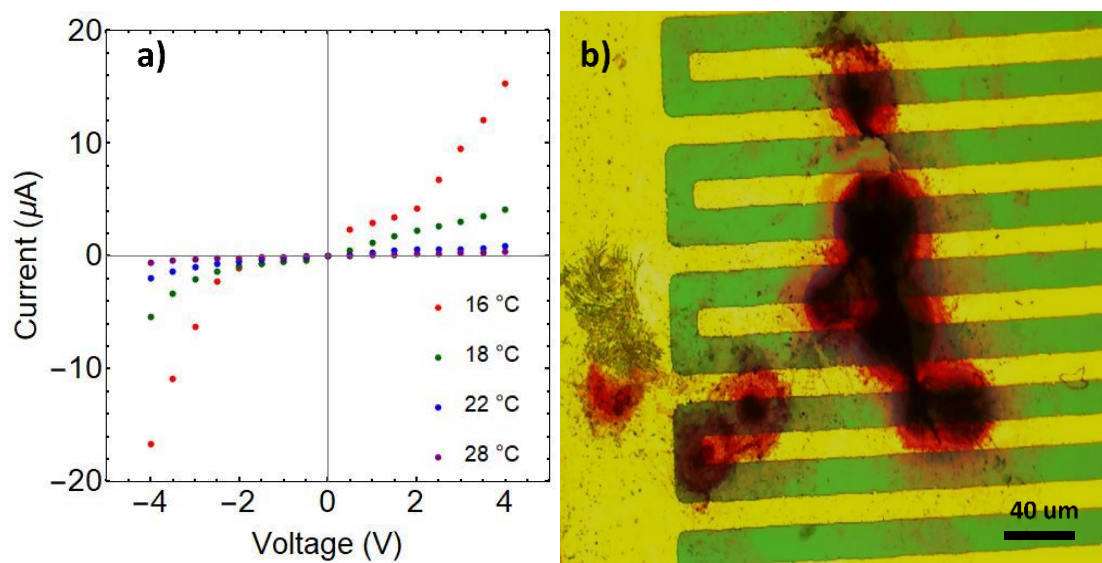 a)
20
10
0
−10
−20
Current (μA)
−4 −2 0 2 4
Voltage (V)
16 °C
18 °C
22 °C
28 °C
b)
40 um